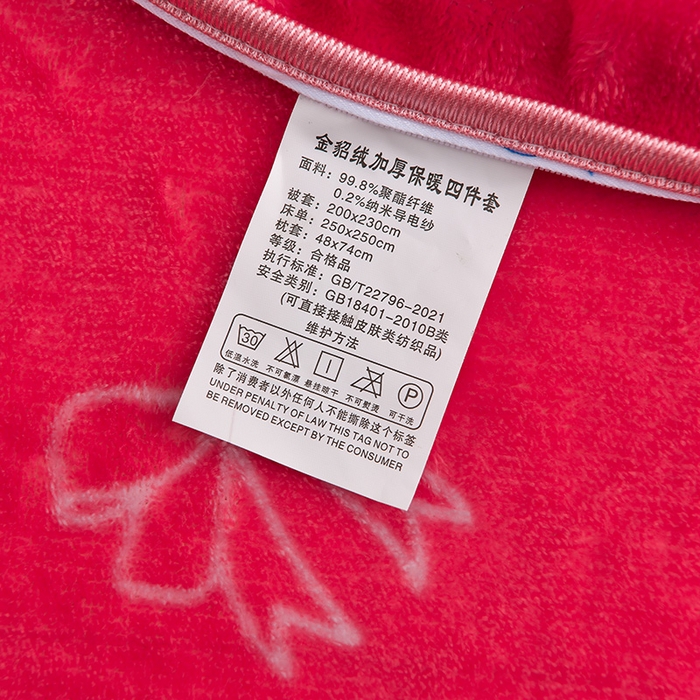 金貂绒加厚保暖四件套
面料：99.8%聚酯纤维
0.2%纳米导电纱
被套：200x230cm
床单：250x250cm
枕套：48x74cm
等级：合格品
执行标准：GB/T22796-2021
安全类别：GB18401-2010B类
(可直接接触皮肤类纺织品)
维护方法
30 P
低温水洗 不可氯漂 悬挂晾干 不可熨烫 可干洗
除了消费者以外任何人不能撕除这个标签
UNDER PENALTY OF LAW THIS TAG NOT TO
BE REMOVED EXCEPT BY THE CONSUMER